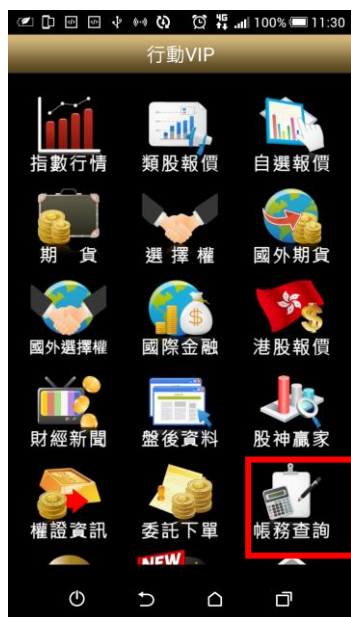 4G 100% 11:30
行動VIP
指數行情 類股報價 自選報價
期 貨 選擇權 國外期貨
國外選擇權 國際金融 港股報價
財經新聞 盤後資料 股神贏家
權證資訊 委託下單 帳務查詢
NEW